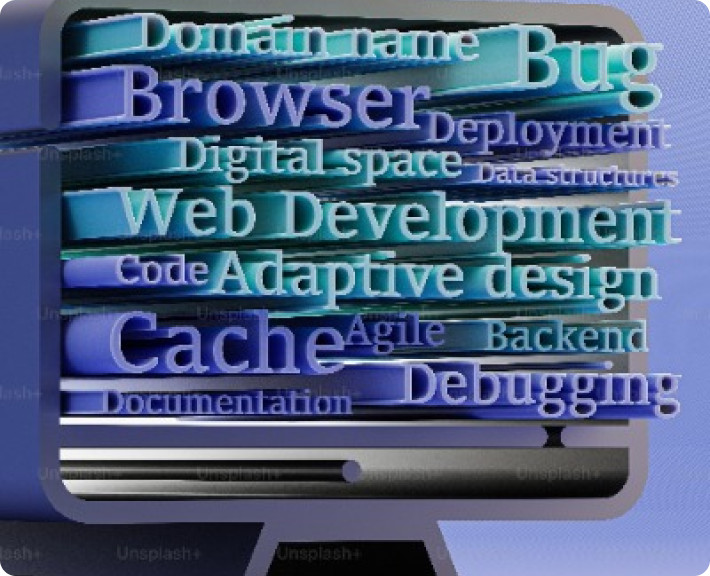 Domain name
Bug
Browser
Deployment
Digital space
Data structures
Web Development
Code Adaptive design
Cache
Agile
Backend
Debugging
Documentation
Unsplash+